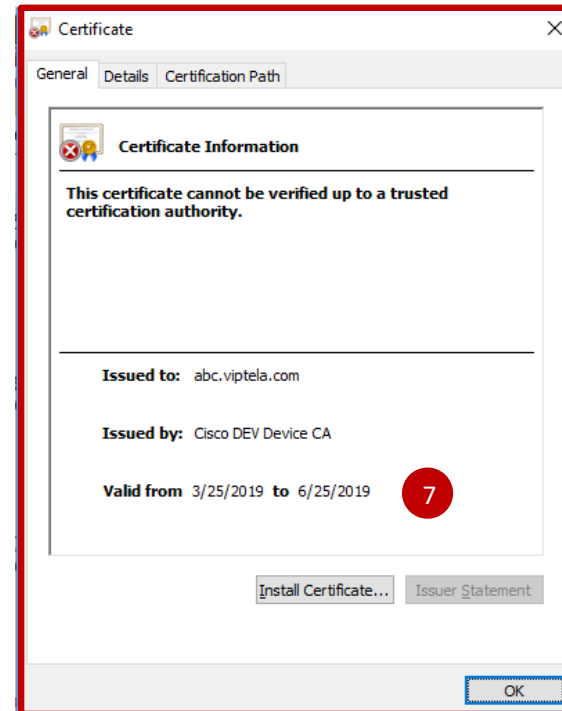 Certificate
General Details Certification Path
Certificate Information
This certificate cannot be verified up to a trusted
certification authority.
Issued to: abc.viptela.com
Issued by: Cisco DEV Device CA
Valid from 3/25/2019 to 6/25/2019
7
Install Certificate... Issuer Statement
OK